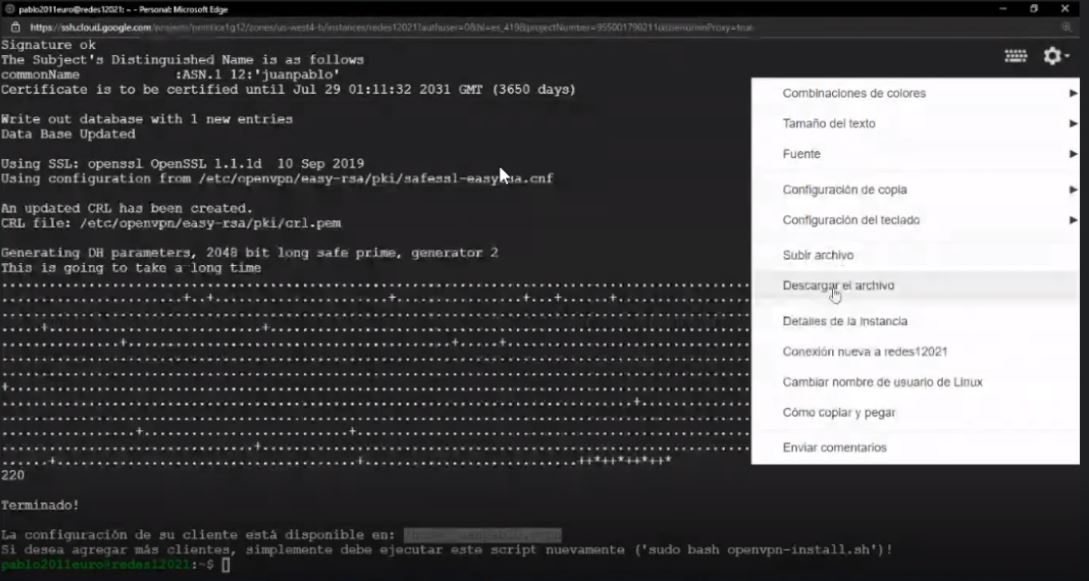 pablo2011euro@redes12021: ~ - Personal: Microsoft Edge
https://ssh.cloud.google.com/projects/practica1g12/zones/us-west4-b/instances/redes12021?authuser=0&hl=es_419&projectNumber=
Signature ok
The Subject's Distinguished Name is as follows
commonName :ASN.1 12:'juanpablo'
Certificate is to be certified until Jul 29 01:11:32 2031 GMT (3650 days)
Write out database with 1 new entries
Data Base Updated
Using SSL: openssl OpenSSL 1.1.1d 10 Sep 2019
Using configuration from /etc/openvpn/easy-rsa/pki/safessl-easyrsa.cnf
An updated CRL has been created.
CRL file: /etc/openvpn/easy-rsa/pki/crl.pem
Generating DH parameters, 2048 bit long safe prime, generator 2
This is going to take a long time
220
Terminado!
La configuración de su cliente está disponible en:
Si desea agregar más clientes, simplemente debe ejecutar este script nuevamente ('sudo bash openvpn-install.sh')!
pablo2011euro@redes12021:~$
Combinaciones de colores
Tamaño del texto
Fuente
Configuración de copia
Configuración del teclado
Subir archivo
Descargar el archivo
Detalles de la instancia
Conexión nueva a redes12021
Cambiar nombre de usuario de Linux
Cómo copiar y pegar
Enviar comentarios